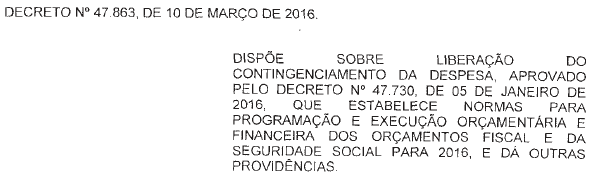 DECRETO Nº 47.863, DE 10 DE MARÇO DE 2016.
DISPÕE SOBRE LIBERAÇÃO DO
CONTINGENCIAMENTO DA DESPESA, APROVADO
PELO DECRETO Nº 47.730, DE 05 DE JANEIRO DE
2016, QUE ESTABELECE NORMAS PARA
PROGRAMAÇÃO E EXECUÇÃO ORÇAMENTÁRIA E
FINANCEIRA DOS ORÇAMENTOS FISCAL E DA
SEGURIDADE SOCIAL PARA 2016, E DÁ OUTRAS
PROVIDÊNCIAS.